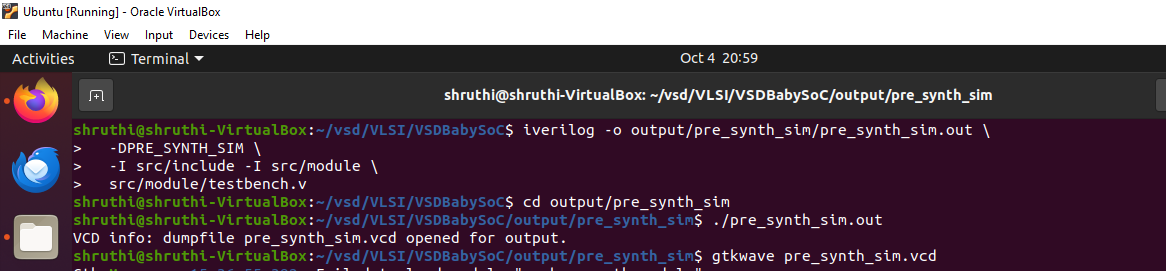 Ubuntu [Running] - Oracle VirtualBox
File Machine View Input Devices Help
Activities Terminal Oct 4 20:59
shruthi@shruthi-VirtualBox: ~/vsd/VLSI/VSDBabySoC/output/pre_synth_sim
shruthi@shruthi-VirtualBox:~/vsd/VLSI/VSDBabySoC$ iverilog -o output/pre_synth_sim/pre_synth_sim.out \
> -DPRE_SYNTH_SIM \
> -I src/include -I src/module \
> src/module/testbench.v
shruthi@shruthi-VirtualBox:~/vsd/VLSI/VSDBabySoC$ cd output/pre_synth_sim
shruthi@shruthi-VirtualBox:~/vsd/VLSI/VSDBabySoC/output/pre_synth_sim$ ./pre_synth_sim.out
VCD info: dumpfile pre_synth_sim.vcd opened for output.
shruthi@shruthi-VirtualBox:~/vsd/VLSI/VSDBabySoC/output/pre_synth_sim$ gtkwave pre_synth_sim.vcd